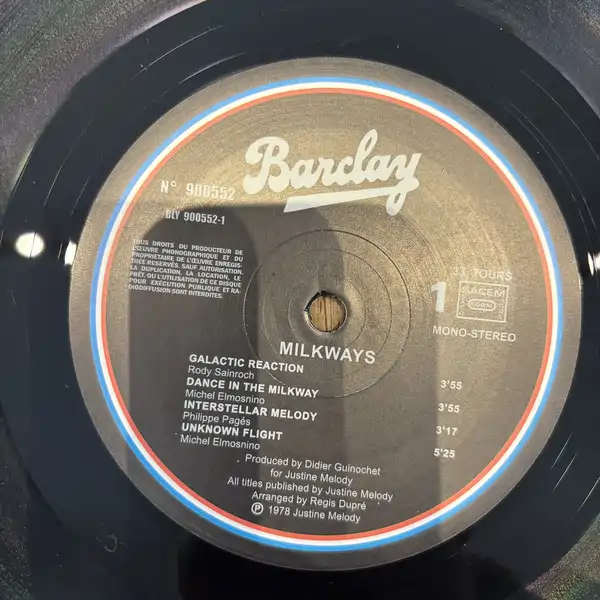 Barclay
N° 900552
BLY 900552-1
TOUS DROITS DU PRODUCTEUR DE
L'ŒUVRE PHONOGRAPHIQUE ET DU
PROPRIETAIRE DE L'ŒUVRE ENREGIS-
TREE RESERVÉS. SAUF AUTORISATION,
LA DUPLICATION, LA LOCATION, LE
PRÊT, OU L'UTILISATION DE CE DISQUE
POUR EXÉCUTION PUBLIQUE ET RA-
DIODIFFUSION SONT INTERDITES.
33 TOURS
1
SACEM
MONO-STEREO
MILKWAYS
GALACTIC REACTION
Rody Sainroch 3'55
DANCE IN THE MILKWAY
Michel Elmosnino 3'55
INTERSTELLAR MELODY
Philippe Pagés 3'17
UNKNOWN FLIGHT
Michel Elmosnino 5'25
Produced by Didier Guinochet
for Justine Melody
All titles published by Justine Melody
Arranged by Regis Dupré
Ⓟ 1978 Justine Melody